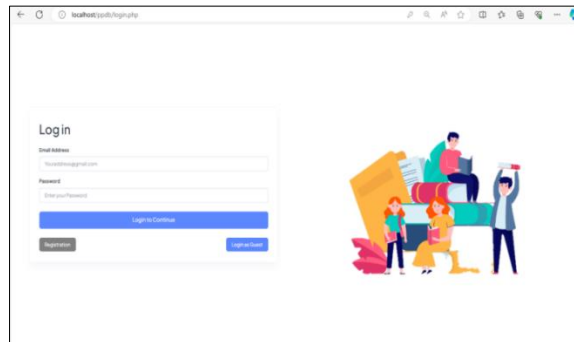 localhost/ppdb/login.php
Login
Email Address
Youraddress@gmail.com
Password
Enter your Password
Login to Continue
Registration
Login as Guest